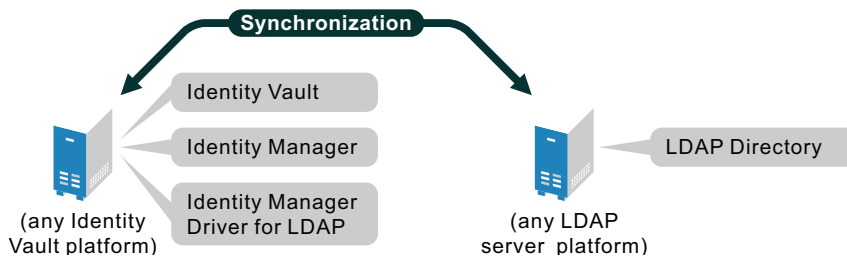 Synchronization
Identity Vault
Identity Manager
Identity Manager
Driver for LDAP
(any Identity
Vault platform)
LDAP Directory
(any LDAP
server platform)